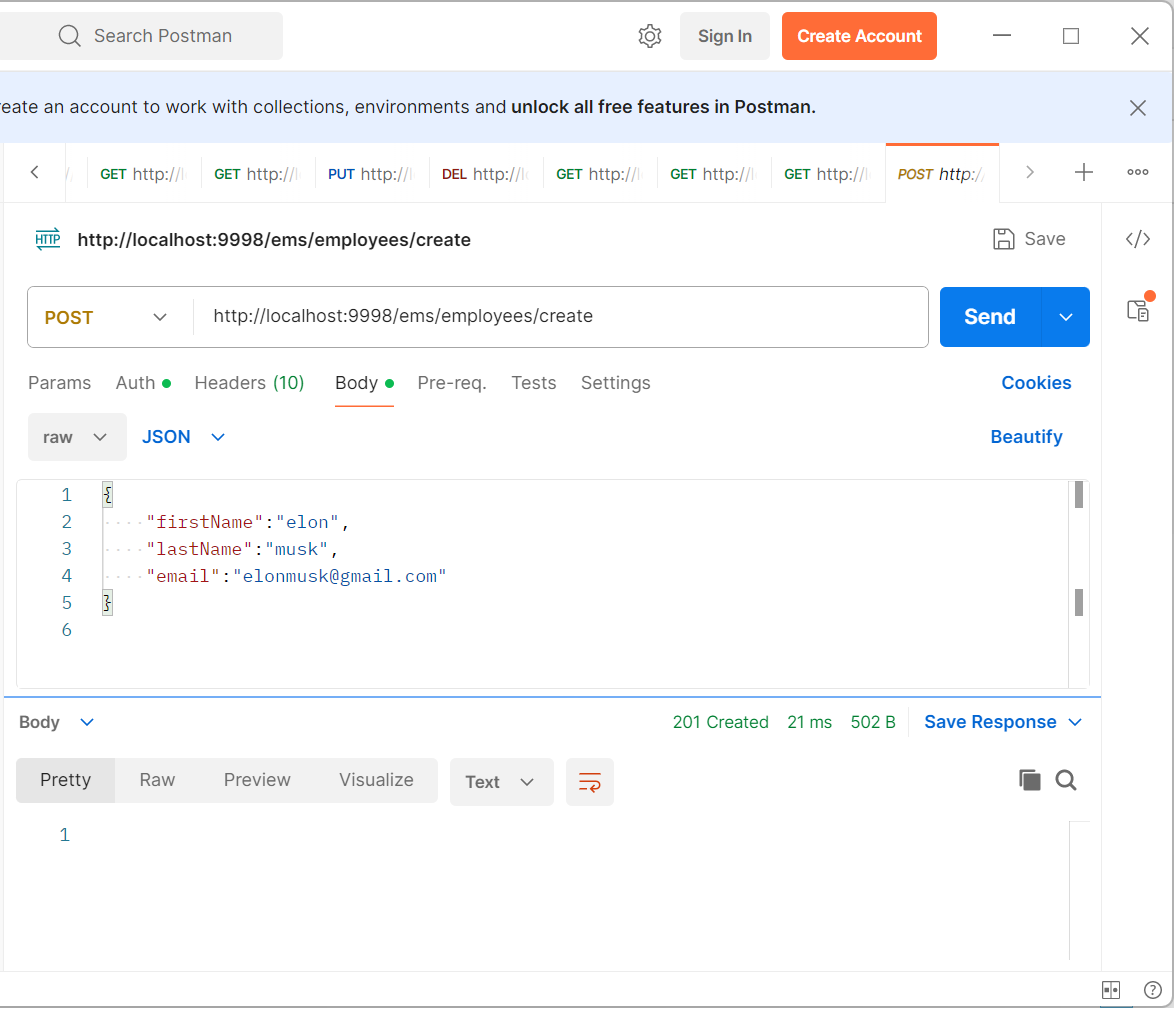 Search Postman Sign In Create Account
eate an account to work with collections, environments and unlock all free features in Postman.
GET http://l GET http://l PUT http://l DEL http://l GET http://l GET http://l GET http://l POST http:/
HTTP http://localhost:9998/ems/employees/create Save </>
POST http://localhost:9998/ems/employees/create Send
Params Auth Headers (10) Body Pre-req. Tests Settings Cookies
raw JSON Beautify
1 {
2 "firstName":"elon",
3 "lastName":"musk",
4 "email":"elonmusk@gmail.com"
5 }
6
Body 201 Created 21 ms 502 B Save Response
Pretty Raw Preview Visualize Text
1